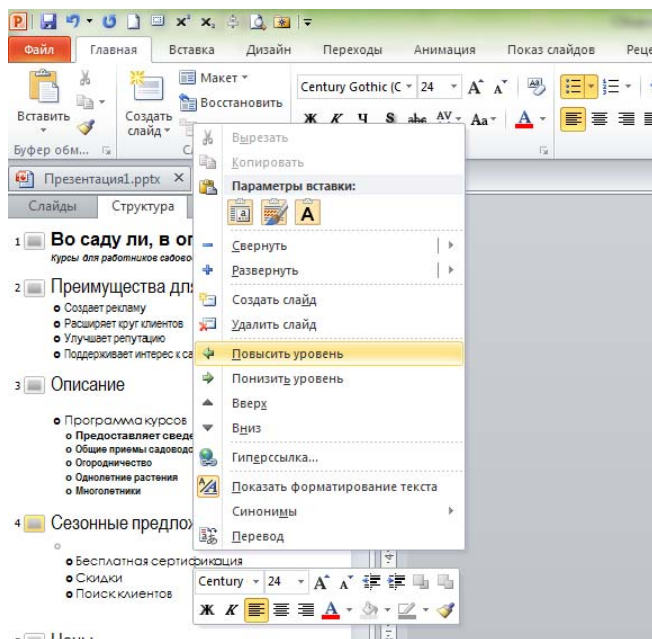 Файл Главная Вставка Дизайн Переходы Анимация Показ слайдов Реце
Вставить
Буфер обм...
Создать слайд
Макет
Восстановить
С
Century Gothic (С 24 A A
Ж К Ч S abc AV Aa A
Презентация1.pptx
Слайды Структура
1 Во саду ли, в ог
Курсы для работников садово
2 Преимущества для
Создает рекламу
Расширяет круг клиентов
Улучшает репутацию
Поддерживает интерес к са
3 Описание
Программа курсов
Предоставляет сведе
Общие приемы садоводс
Огородничество
Однолетние растения
Многолетники
4 Сезонные предлож
Бесплатная сертификация
Скидки
Поиск клиентов
Вырезать
Копировать
Параметры вставки:
Свернуть
Развернуть
Создать слайд
Удалить слайд
Повысить уровень
Понизить уровень
Вверх
Вниз
Гиперссылка...
Показать форматирование текста
Синонимы
Перевод
Century 24 A A
Ж К A